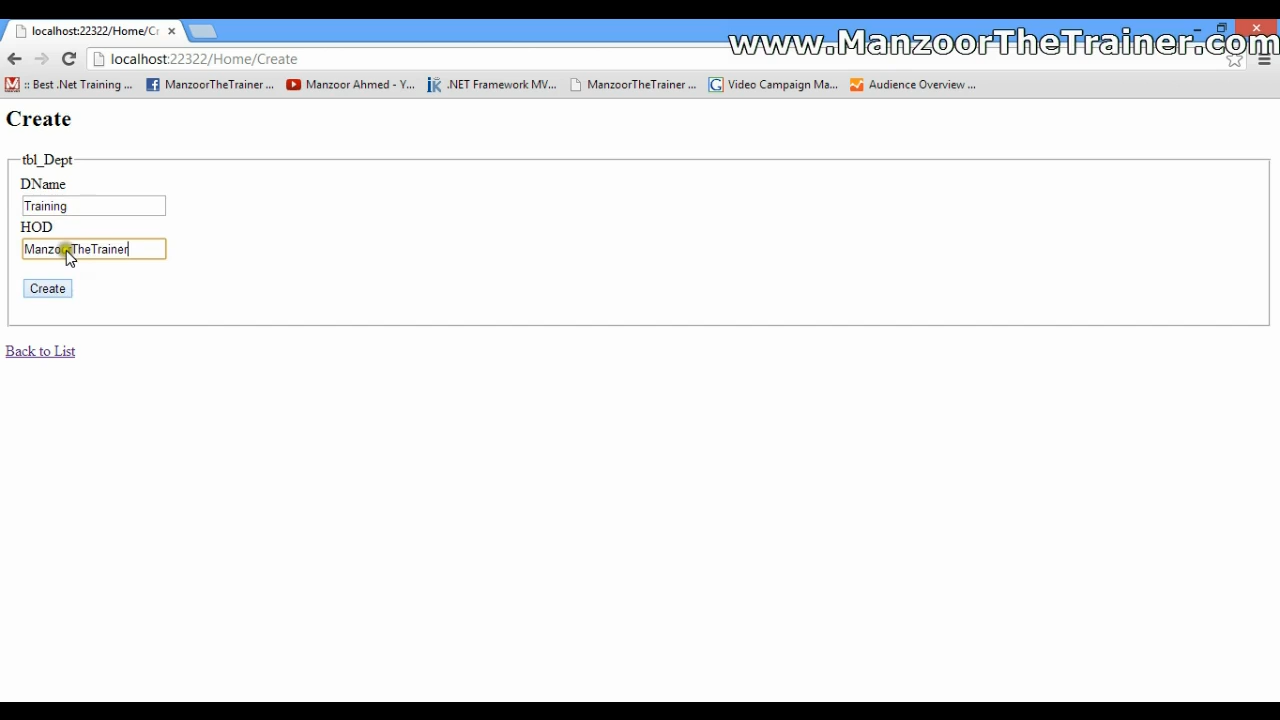 localhost:22322/Home/Cr
www.ManzoorTheTrainer.com
localhost:22322/Home/Create
:: Best .Net Training ... ManzoorTheTrainer ... Manzoor Ahmed - Y... .NET Framework MV... ManzoorTheTrainer ... Video Campaign Ma... Audience Overview ...
Create
tbl_Dept
DName
Training
HOD
ManzoorTheTrainer
Create
Back to List